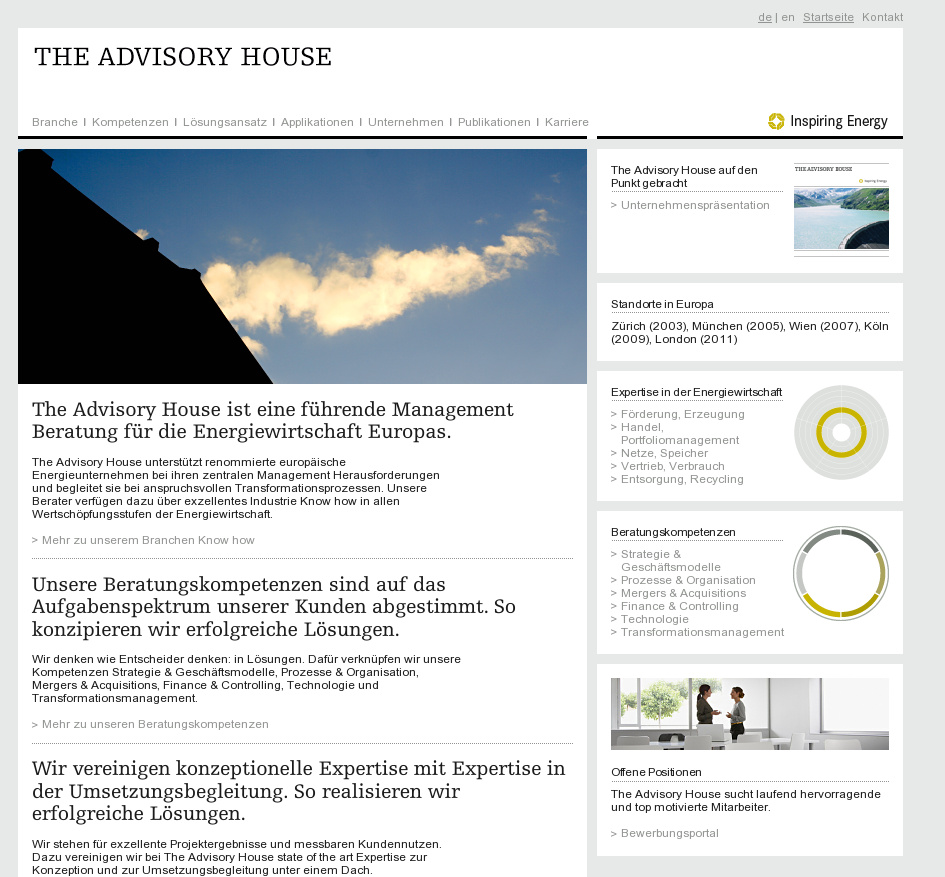 de | en Startseite Kontakt
THE ADVISORY HOUSE
Branche I Kompetenzen I Lösungsansatz I Applikationen I Unternehmen I Publikationen I Karriere
Inspiring Energy
The Advisory House ist eine führende Management
Beratung für die Energiewirtschaft Europas.
The Advisory House unterstützt renommierte europäische
Energieunternehmen bei ihren zentralen Management Herausforderungen
und begleitet sie bei anspruchsvollen Transformationsprozessen. Unsere
Berater verfügen dazu über exzellentes Industrie Know how in allen
Wertschöpfungsstufen der Energiewirtschaft.
> Mehr zu unserem Branchen Know how
Unsere Beratungskompetenzen sind auf das
Aufgabenspektrum unserer Kunden abgestimmt. So
konzipieren wir erfolgreiche Lösungen.
Wir denken wie Entscheider denken: in Lösungen. Dafür verknüpfen wir unsere
Kompetenzen Strategie & Geschäftsmodelle, Prozesse & Organisation,
Mergers & Acquisitions, Finance & Controlling, Technologie und
Transformationsmanagement.
> Mehr zu unseren Beratungskompetenzen
Wir vereinigen konzeptionelle Expertise mit Expertise in
der Umsetzungsbegleitung. So realisieren wir
erfolgreiche Lösungen.
Wir stehen für exzellente Projektergebnisse und messbaren Kundennutzen.
Dazu vereinigen wir bei The Advisory House state of the art Expertise zur
Konzeption und zur Umsetzungsbegleitung unter einem Dach.
The Advisory House auf den
Punkt gebracht
> Unternehmenspräsentation
THE ADVISORY HOUSE
Inspiring Energy
Standorte in Europa
Zürich (2003), München (2005), Wien (2007), Köln
(2009), London (2011)
Expertise in der Energiewirtschaft
> Förderung, Erzeugung
> Handel,
Portfoliomanagement
> Netze, Speicher
> Vertrieb, Verbrauch
> Entsorgung, Recycling
Beratungskompetenzen
> Strategie &
Geschäftsmodelle
> Prozesse & Organisation
> Mergers & Acquisitions
> Finance & Controlling
> Technologie
> Transformationsmanagement
Offene Positionen
The Advisory House sucht laufend hervorragende
und top motivierte Mitarbeiter.
> Bewerbungsportal